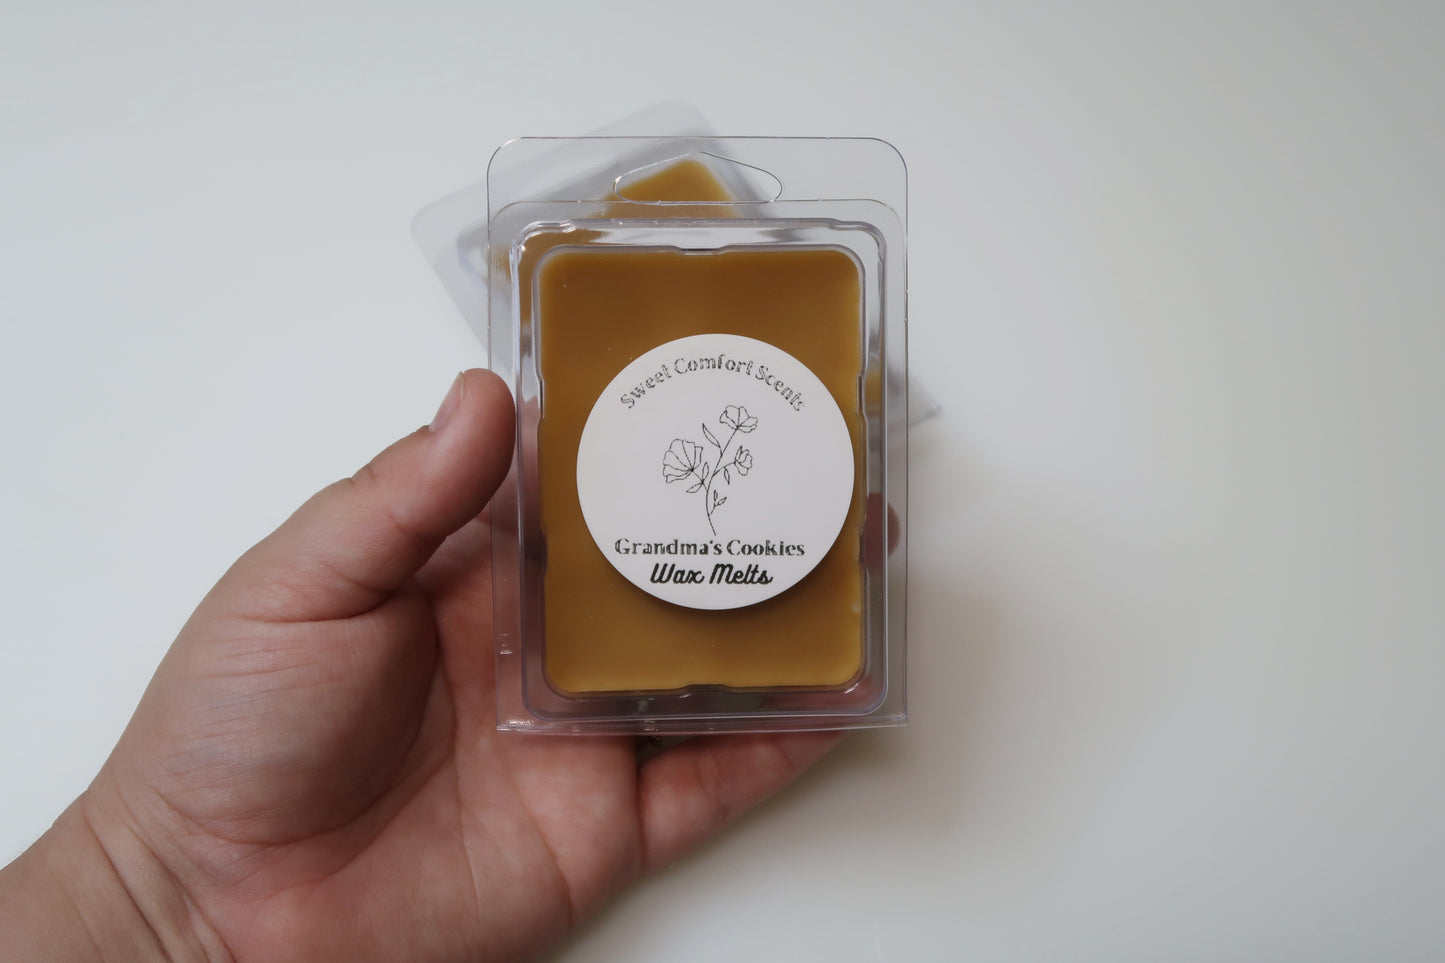 Sweet Comfort Scents
Grandma's Cookies
Wax Melts